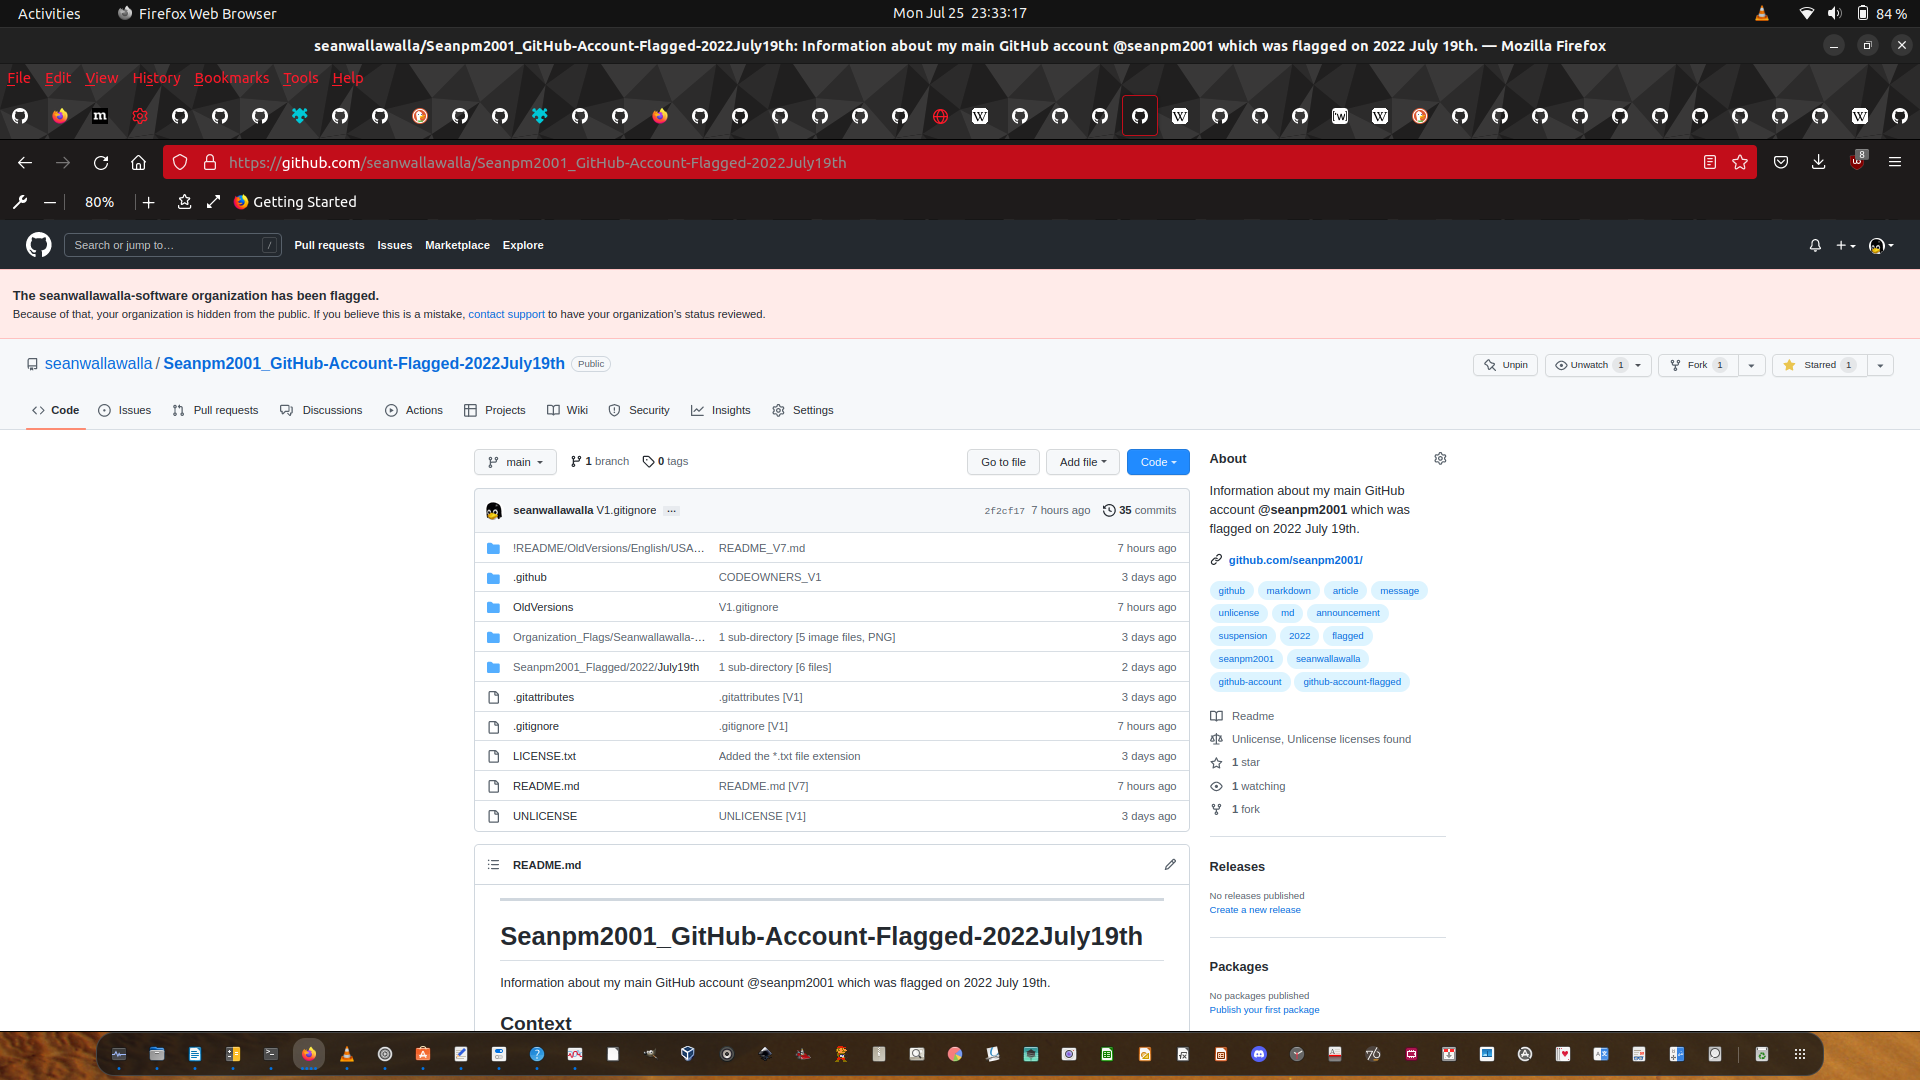 Activities
Firefox Web Browser
Mon Jul 25 23:33:17
84 %
seanwallawalla/Seanpm2001_GitHub-Account-Flagged-2022July19th: Information about my main GitHub account @seanpm2001 which was flagged on 2022 July 19th. — Mozilla Firefox
File Edit View History Bookmarks Tools Help
https://github.com/seanwallawalla/Seanpm2001_GitHub-Account-Flagged-2022July19th
8
80%
Getting Started
Search or jump to…
/
Pull requests Issues Marketplace Explore
The seanwallawalla-software organization has been flagged.
Because of that, your organization is hidden from the public. If you believe this is a mistake, contact support to have your organization's status reviewed.
seanwallawalla / Seanpm2001_GitHub-Account-Flagged-2022July19th Public
Unpin Unwatch 1 Fork 1 Starred 1
Code Issues Pull requests Discussions Actions Projects Wiki Security Insights Settings
main 1 branch 0 tags Go to file Add file Code
seanwallawalla V1.gitignore ... 2f2cf17 7 hours ago 35 commits
!README/OldVersions/English/USA… README_V7.md 7 hours ago
.github CODEOWNERS_V1 3 days ago
OldVersions V1.gitignore 7 hours ago
Organization_Flags/Seanwallawalla-… 1 sub-directory [5 image files, PNG] 3 days ago
Seanpm2001_Flagged/2022/July19th 1 sub-directory [6 files] 2 days ago
.gitattributes .gitattributes [V1] 3 days ago
.gitignore .gitignore [V1] 7 hours ago
LICENSE.txt Added the *.txt file extension 3 days ago
README.md README.md [V7] 7 hours ago
UNLICENSE UNLICENSE [V1] 3 days ago
README.md
Seanpm2001_GitHub-Account-Flagged-2022July19th
Information about my main GitHub account @seanpm2001 which was flagged on 2022 July 19th.
Context
About
Information about my main GitHub
account @seanpm2001 which was
flagged on 2022 July 19th.
github.com/seanpm2001/
github markdown article message
unlicense md announcement
suspension 2022 flagged
seanpm2001 seanwallawalla
github-account github-account-flagged
Readme
Unlicense, Unlicense licenses found
1 star
1 watching
1 fork
Releases
No releases published
Create a new release
Packages
No packages published
Publish your first package